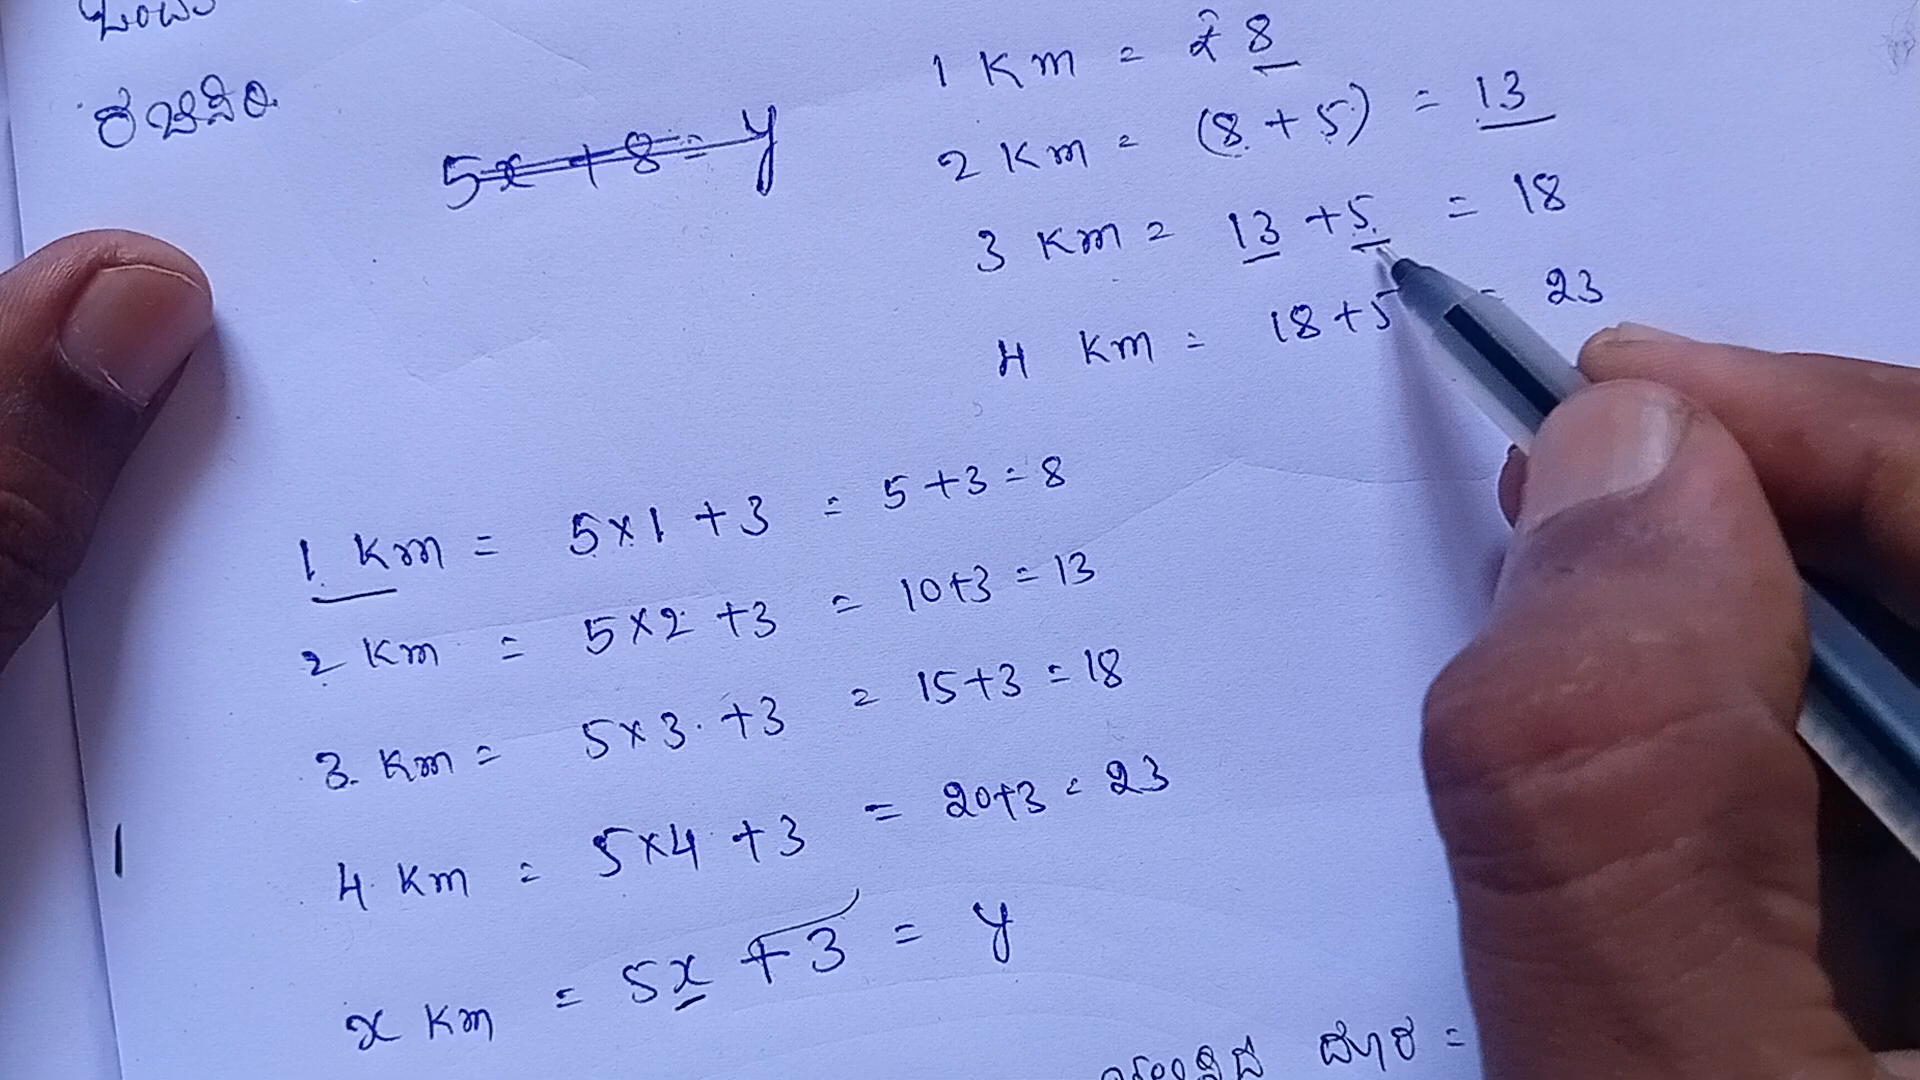 5x + 8 = y
1 Km = ₹ 8
2 Km = (8 + 5) = 13
3 Km = 13 + 5 = 18
4 Km = 18 + 5 = 23
1 Km = 5×1 + 3 = 5+3 = 8
2 Km = 5×2 +3 = 10+3 = 13
3. Km = 5×3. +3 = 15+3 = 18
4. Km = 5×4 +3 = 20+3 = 23
x Km = 5x +3 = y
ದೂರ =